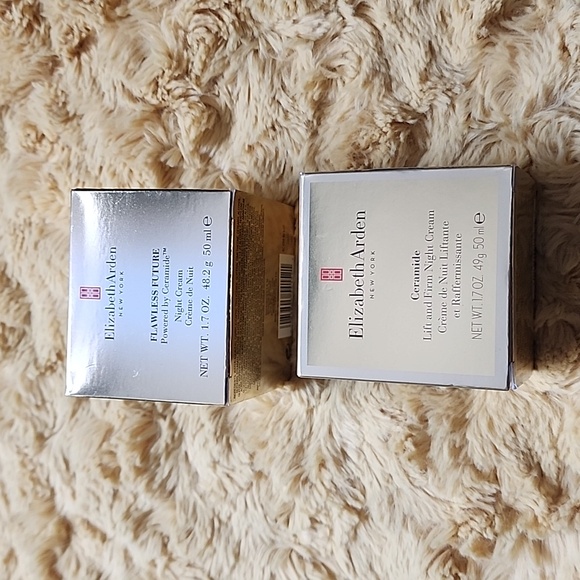 Elizabeth Arden
NEW YORK
FLAWLESS FUTURE
Powered by Ceramide™
Night Cream
Crème de Nuit
NET WT. 1.7 OZ. 48.2 g 50 ml ℮
Elizabeth Arden
NEW YORK
Ceramide
Lift and Firm Night Cream
Crème de Nuit Liftante
et Raffermissante
NET WT. 1.7 OZ. 49g 50 ml ℮